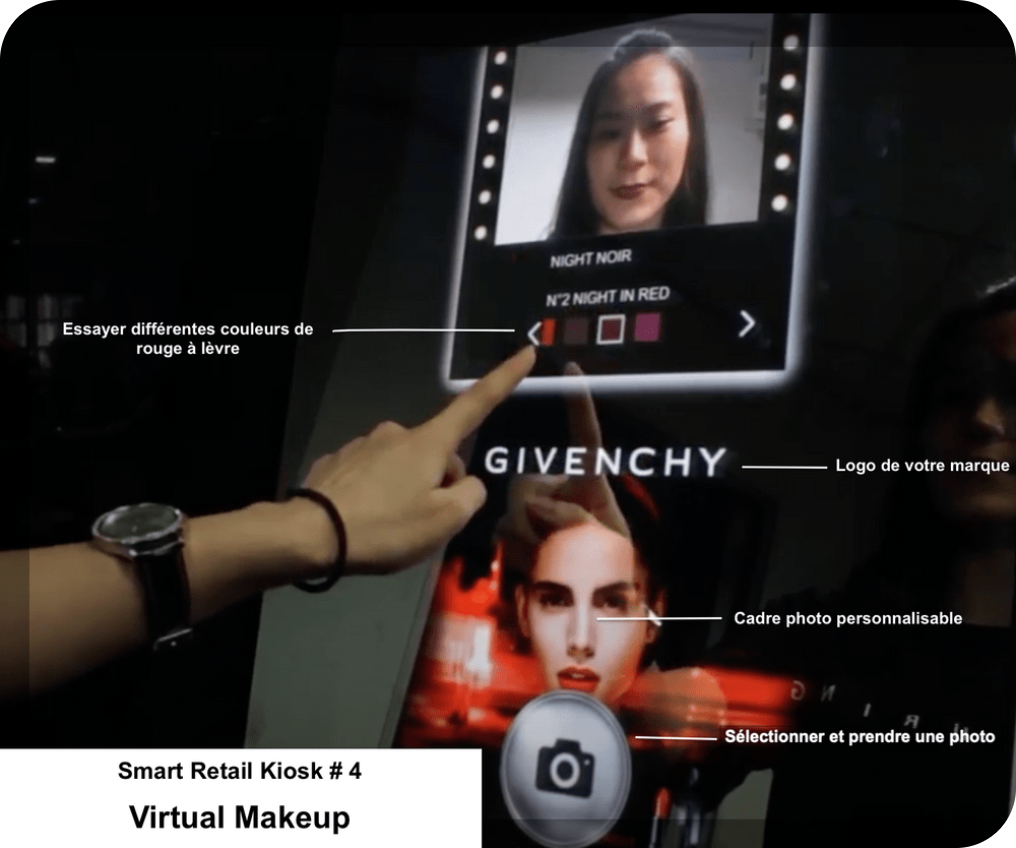 NIGHT NOIR
N°2 NIGHT IN RED
Essayer différentes couleurs de
rouge à lèvre
GIVENCHY
Logo de votre marque
Cadre photo personnalisable
Sélectionner et prendre une photo
Smart Retail Kiosk # 4
Virtual Makeup